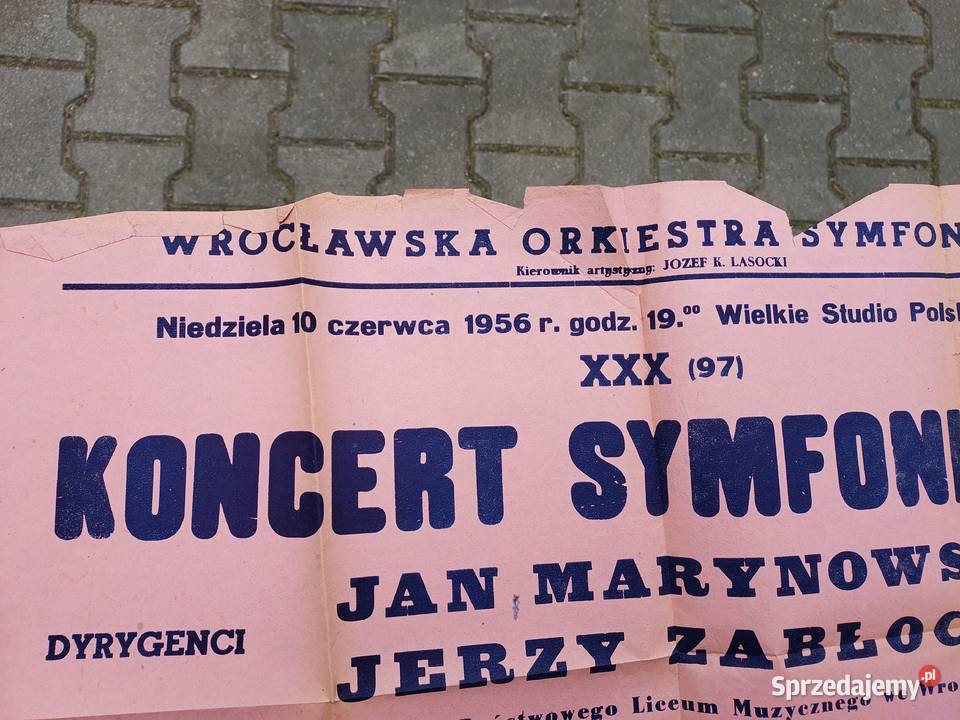 WROCŁAWSKA ORKIESTRA SYMFON
Kierownik artystyczny: JOZEF K. LASOCKI
Niedziela 10 czerwca 1956 r. godz. 19.⁰⁰ Wielkie Studio Pols
XXX (97)
KONCERT SYMFON
JAN MARYNOWS
DYRYGENCI
JERZY ZABŁOC
Państwowego Liceum Muzycznego we Wro
Sprzedajemy.pl